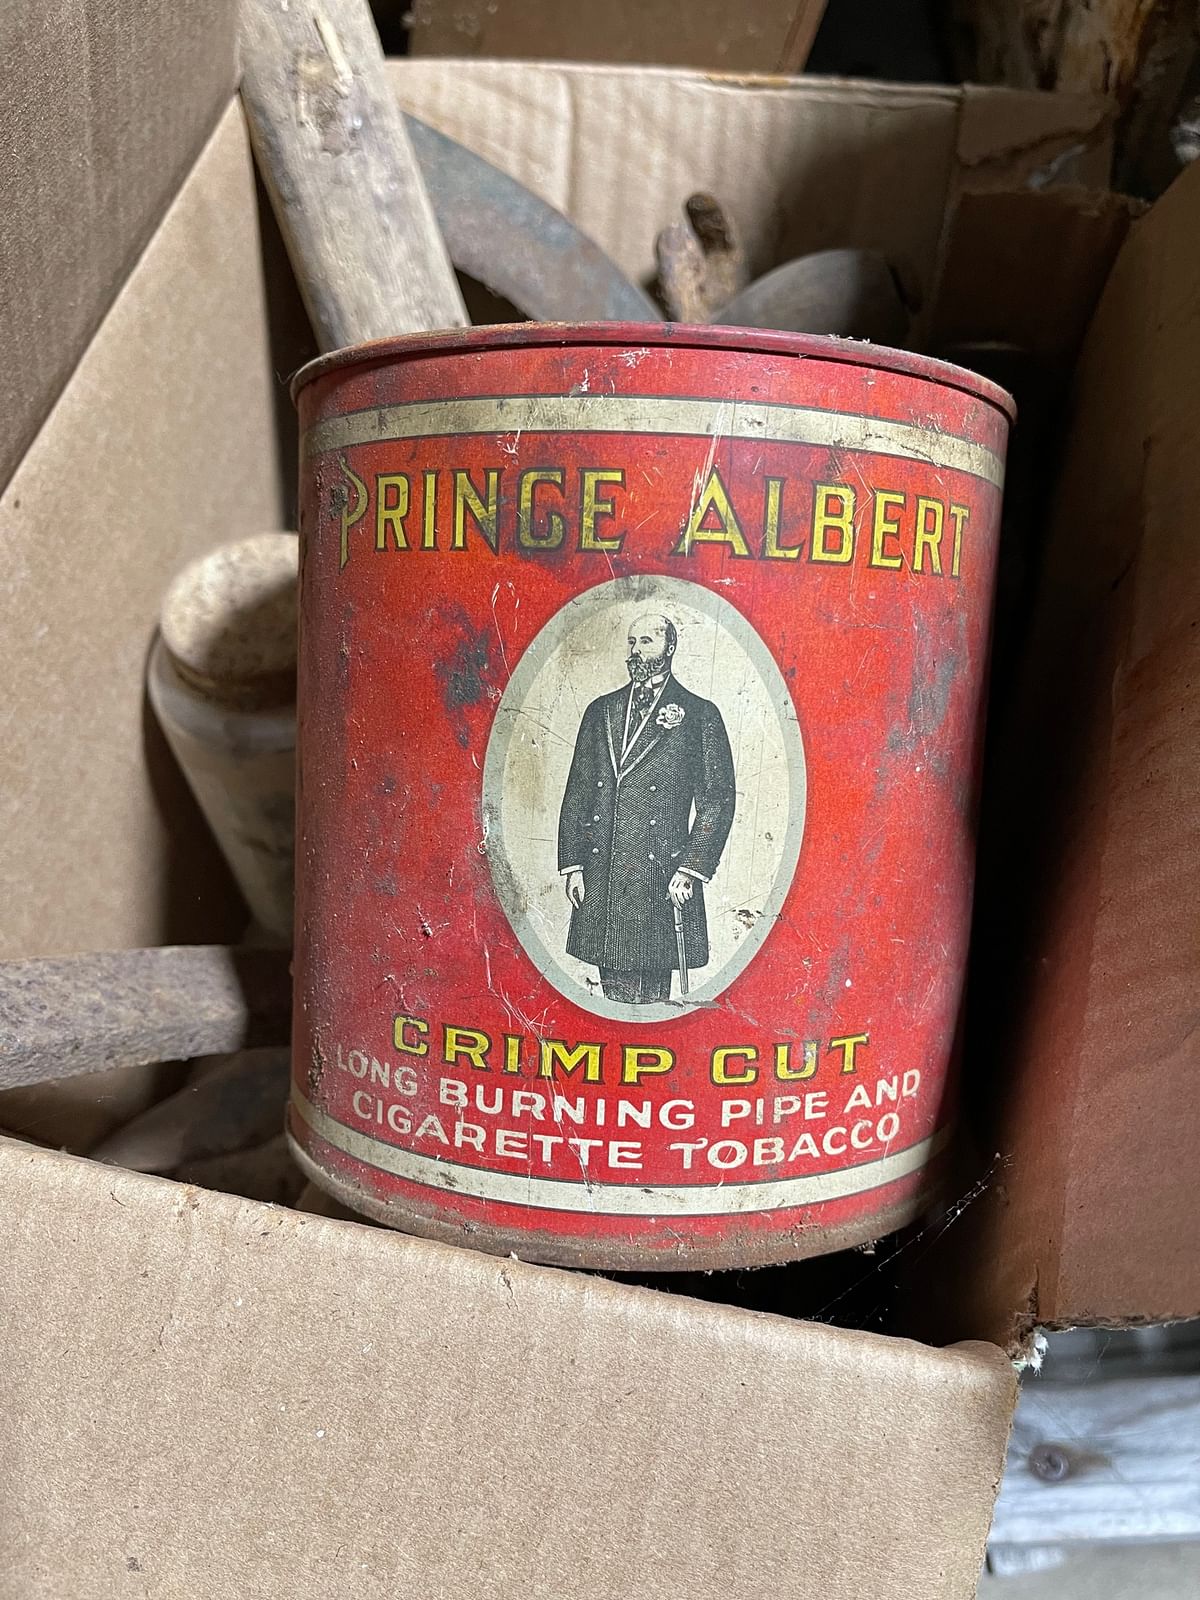 PRINCE ALBERT
CRIMP CUT
LONG BURNING PIPE AND
CIGARETTE TOBACCO